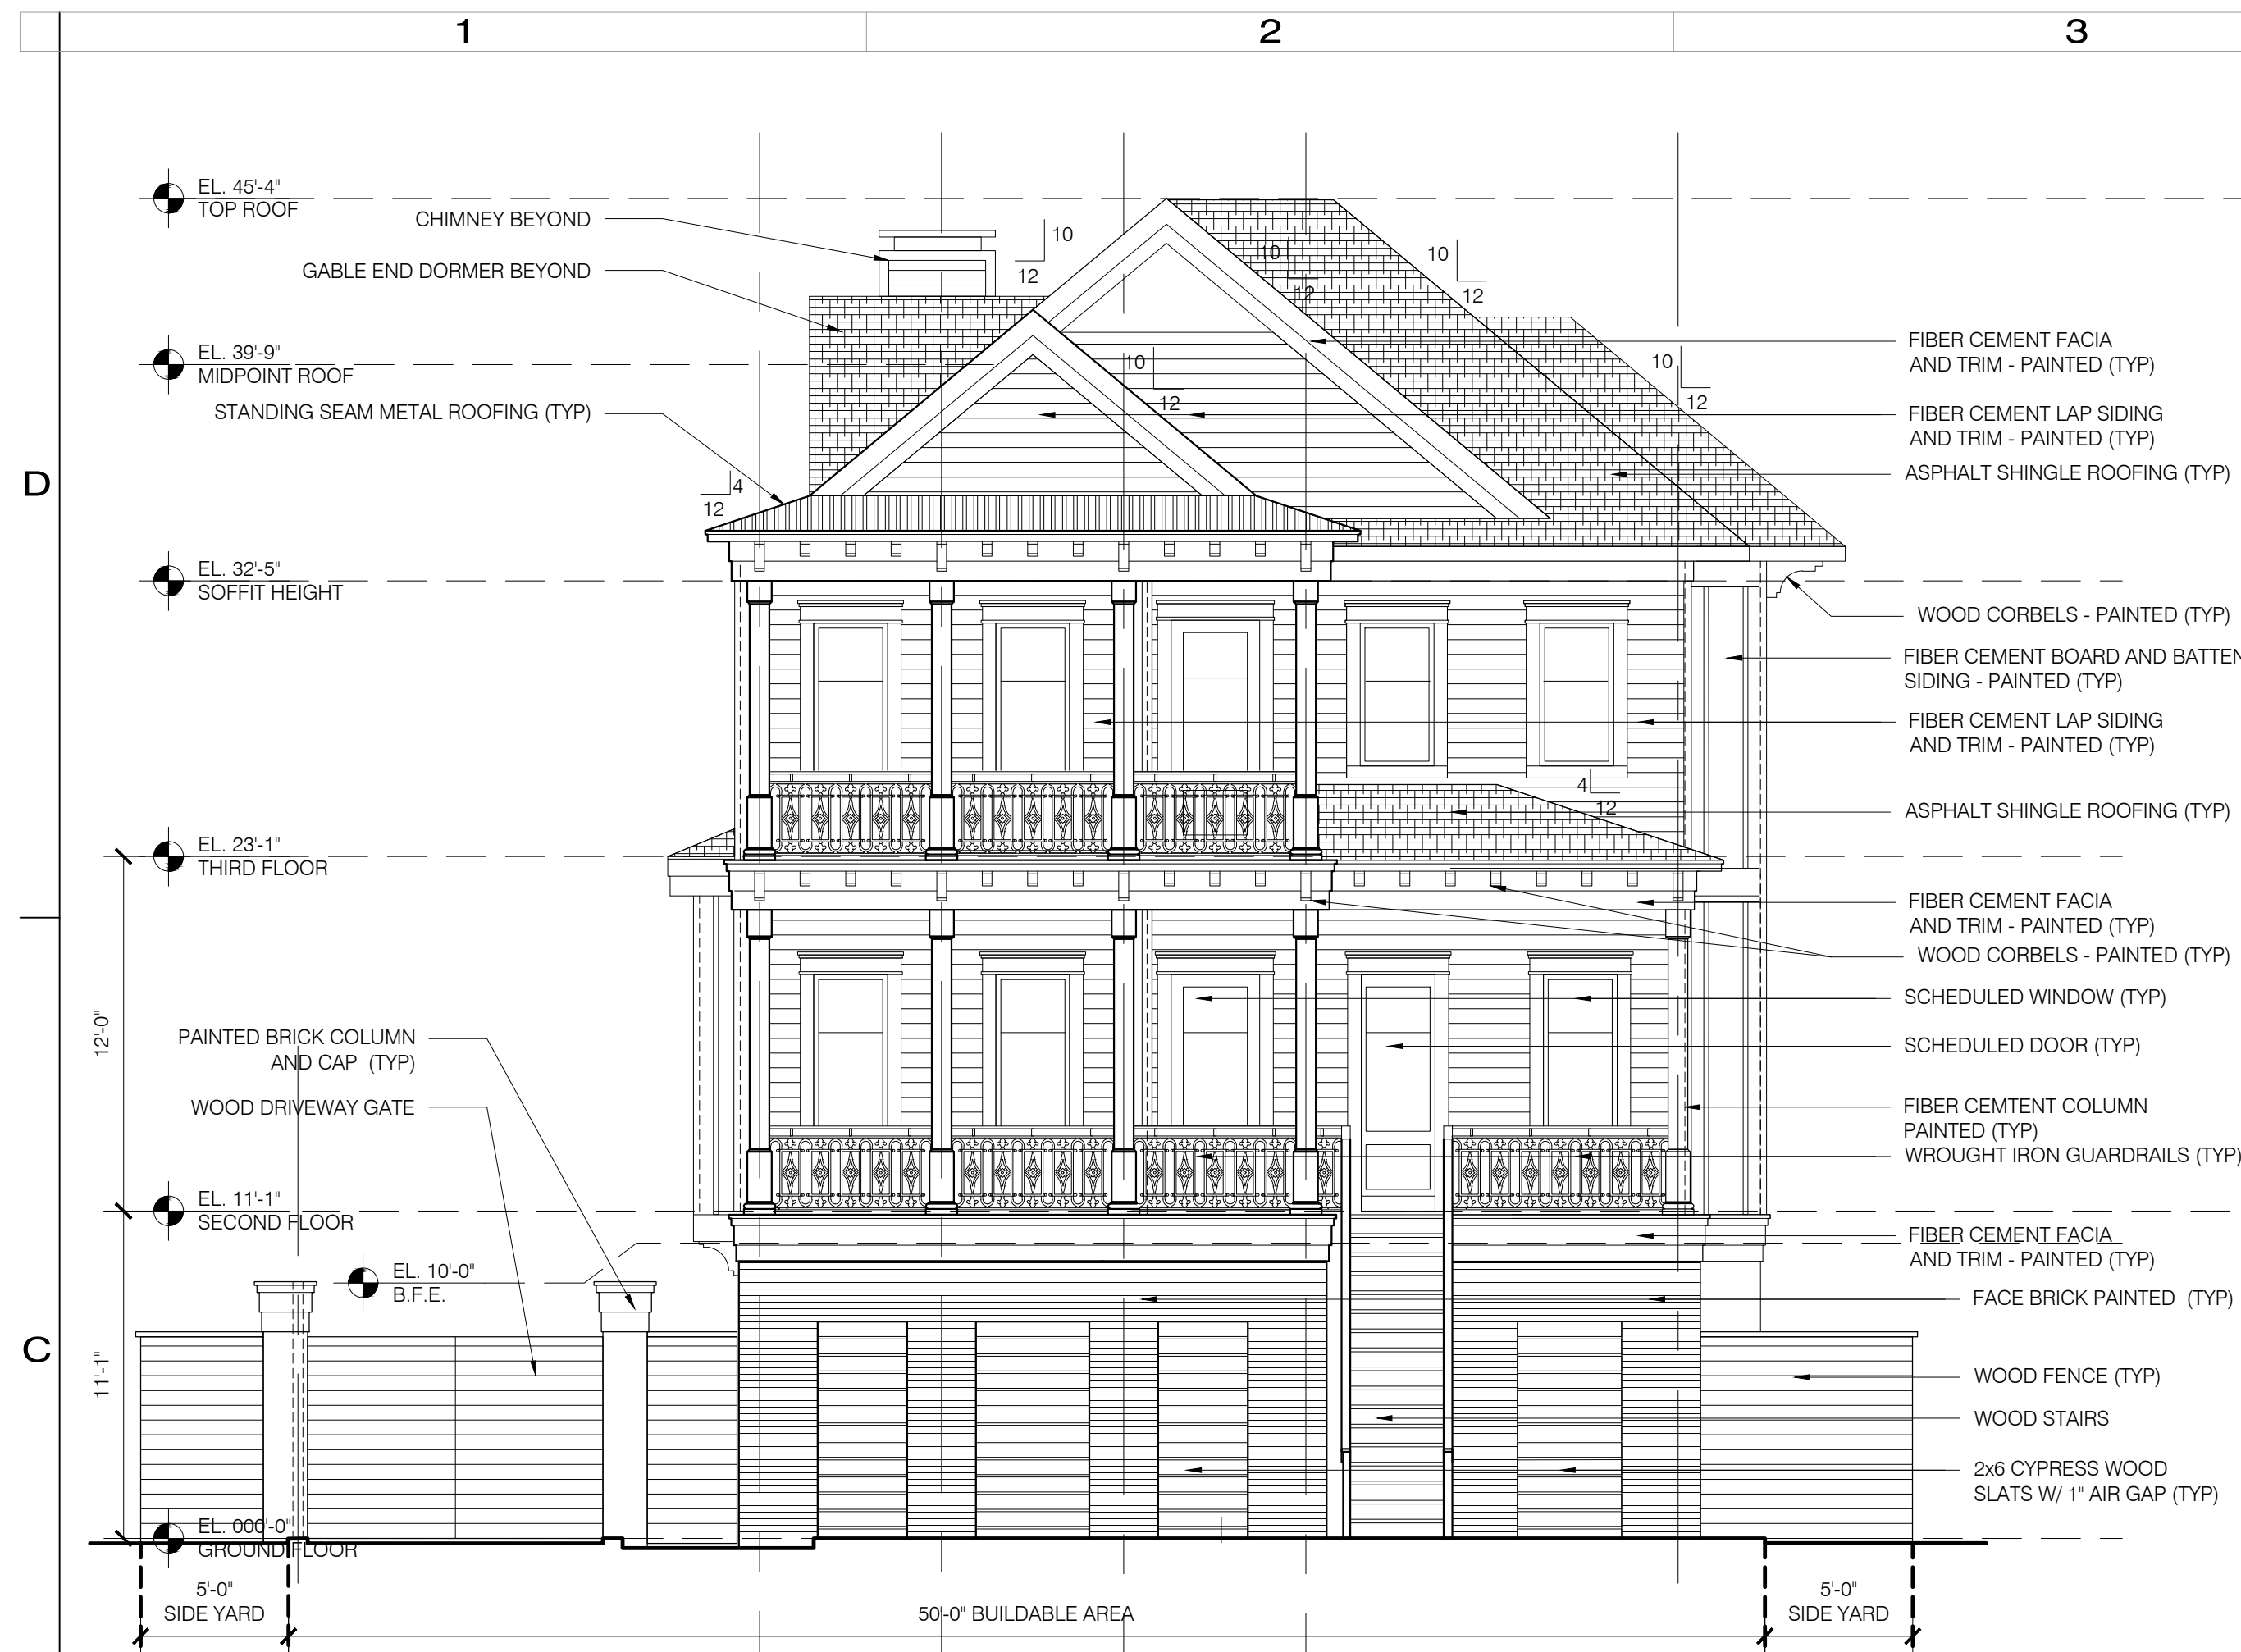 1
2
3
D
C
EL. 45'-4"
TOP ROOF
CHIMNEY BEYOND
GABLE END DORMER BEYOND
EL. 39'-9"
MIDPOINT ROOF
STANDING SEAM METAL ROOFING (TYP)
10
12
10
12
10
12
10
12
10
12
4
12
EL. 32'-5"
SOFFIT HEIGHT
FIBER CEMENT FACIA
AND TRIM - PAINTED (TYP)
FIBER CEMENT LAP SIDING
AND TRIM - PAINTED (TYP)
ASPHALT SHINGLE ROOFING (TYP)
WOOD CORBELS - PAINTED (TYP)
FIBER CEMENT BOARD AND BATTEN
SIDING - PAINTED (TYP)
FIBER CEMENT LAP SIDING
AND TRIM - PAINTED (TYP)
4
12
ASPHALT SHINGLE ROOFING (TYP)
EL. 23'-1"
THIRD FLOOR
FIBER CEMENT FACIA
AND TRIM - PAINTED (TYP)
WOOD CORBELS - PAINTED (TYP)
SCHEDULED WINDOW (TYP)
SCHEDULED DOOR (TYP)
12'-0"
PAINTED BRICK COLUMN
AND CAP (TYP)
WOOD DRIVEWAY GATE
FIBER CEMTENT COLUMN
PAINTED (TYP)
WROUGHT IRON GUARDRAILS (TYP)
EL. 11'-1"
SECOND FLOOR
FIBER CEMENT FACIA
AND TRIM - PAINTED (TYP)
EL. 10'-0"
B.F.E.
FACE BRICK PAINTED (TYP)
11'-1"
WOOD FENCE (TYP)
WOOD STAIRS
2x6 CYPRESS WOOD
SLATS W/ 1" AIR GAP (TYP)
EL. 000'-0"
GROUND FLOOR
5'-0"
SIDE YARD
50'-0" BUILDABLE AREA
5'-0"
SIDE YARD